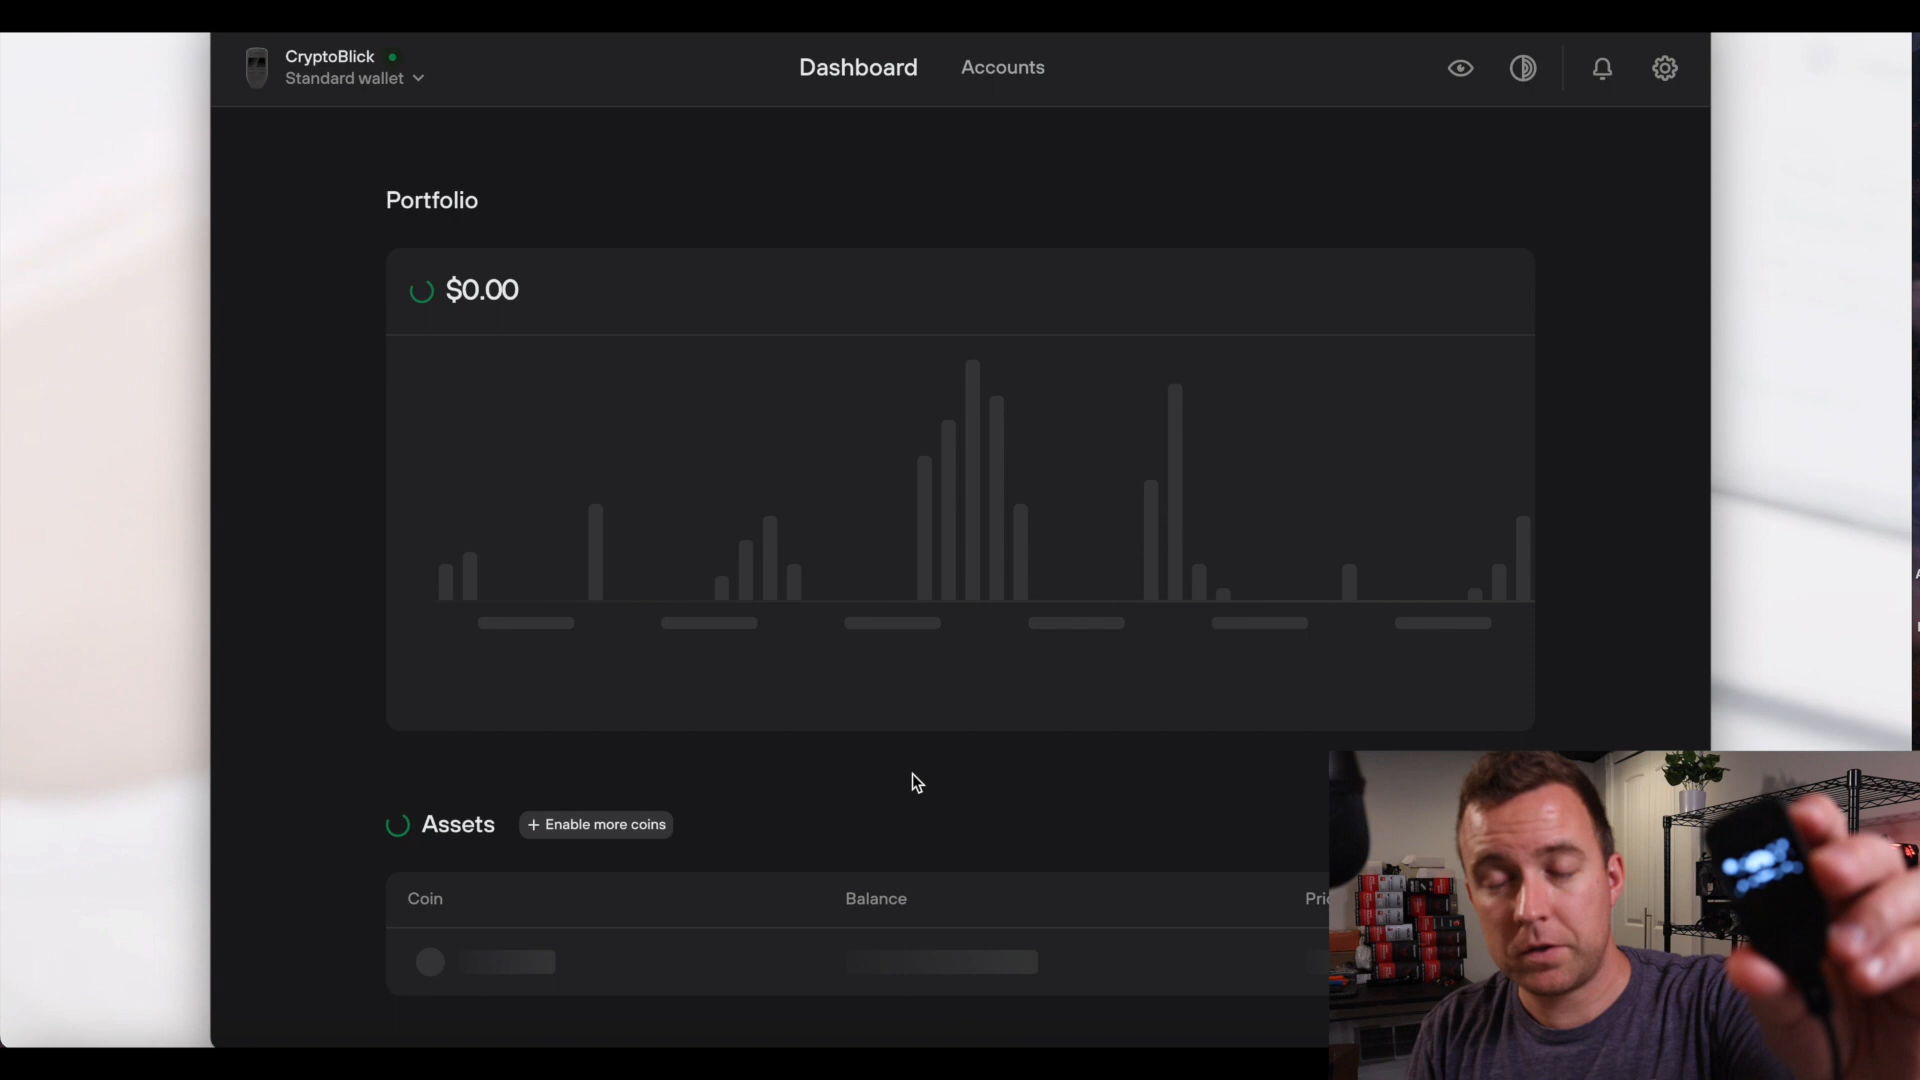 CryptoBlick
Standard wallet
Dashboard
Accounts
Portfolio
$0.00
Assets
+ Enable more coins
Coin
Balance